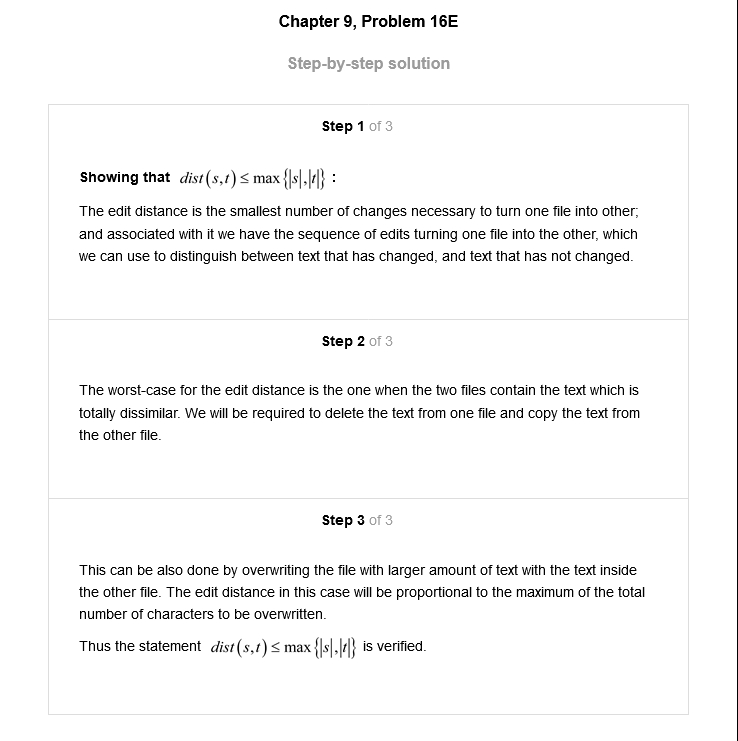 Chapter 9, Problem 16E
Step-by-step solution
Step 1 of 3
Showing that dist(s,t) ≤ max{|s|,|t|} :
The edit distance is the smallest number of changes necessary to turn one file into other;
and associated with it we have the sequence of edits turning one file into the other, which
we can use to distinguish between text that has changed, and text that has not changed.
Step 2 of 3
The worst-case for the edit distance is the one when the two files contain the text which is
totally dissimilar. We will be required to delete the text from one file and copy the text from
the other file.
Step 3 of 3
This can be also done by overwriting the file with larger amount of text with the text inside
the other file. The edit distance in this case will be proportional to the maximum of the total
number of characters to be overwritten.
Thus the statement dist(s,t) ≤ max{|s|,|t|} is verified.